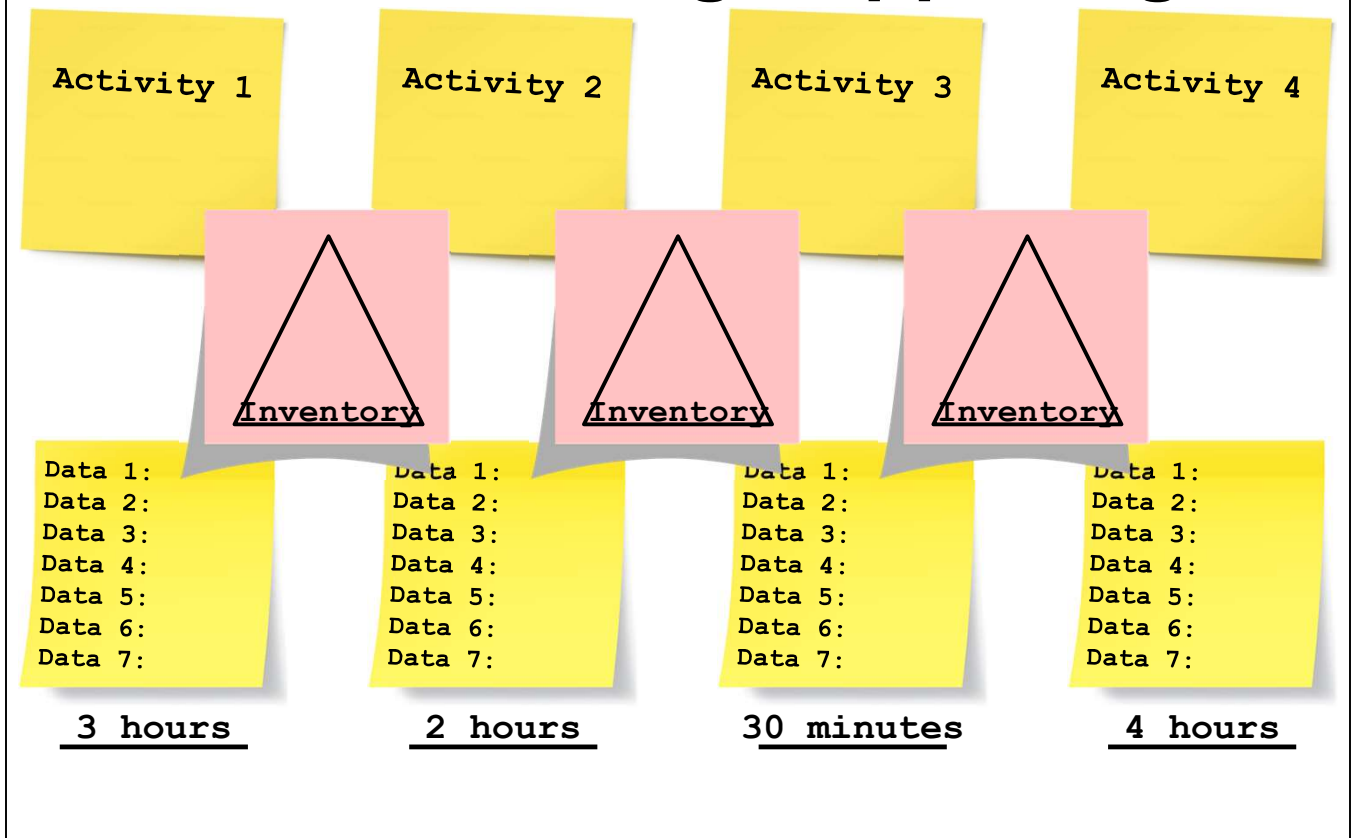 Activity 1
Activity 2
Activity 3
Activity 4
Inventory
Inventory
Inventory
Data 1:
Data 2:
Data 3:
Data 4:
Data 5:
Data 6:
Data 7:
Data 1:
Data 2:
Data 3:
Data 4:
Data 5:
Data 6:
Data 7:
Data 1:
Data 2:
Data 3:
Data 4:
Data 5:
Data 6:
Data 7:
Data 1:
Data 2:
Data 3:
Data 4:
Data 5:
Data 6:
Data 7:
3 hours
2 hours
30 minutes
4 hours